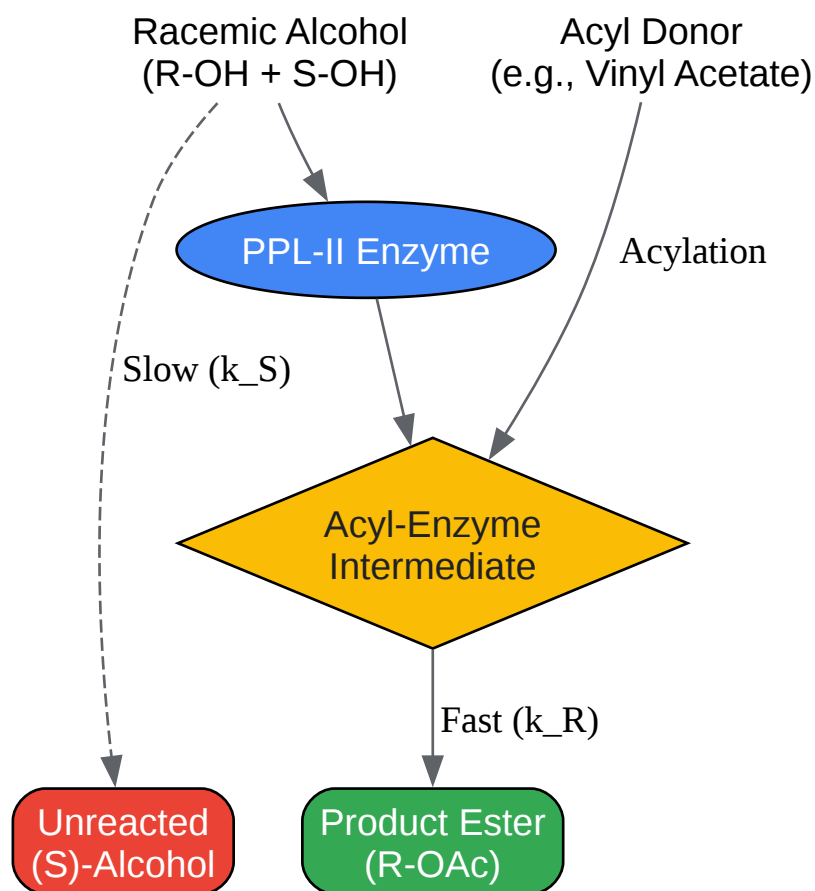 Racemic Alcohol
(R-OH + S-OH)
Acyl Donor
(e.g., Vinyl Acetate)
PPL-II Enzyme
Acylation
Slow (k_S)
Acyl-Enzyme
Intermediate
Fast (k_R)
Unreacted
(S)-Alcohol
Product Ester
(R-OAc)